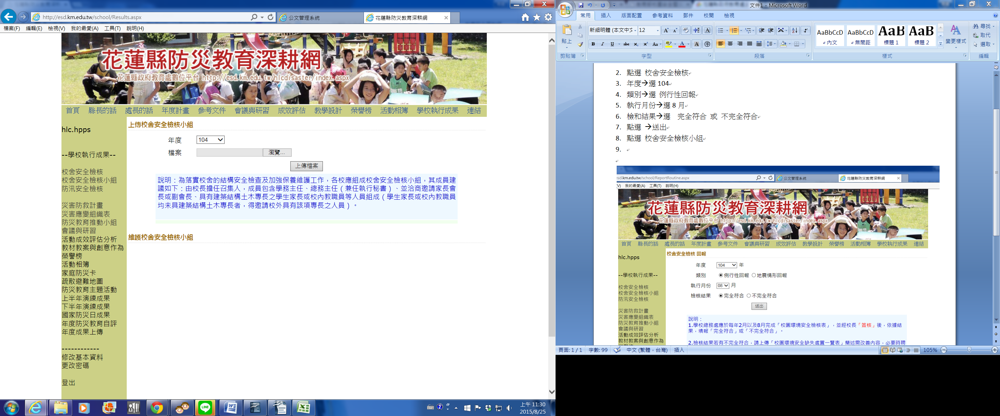 http://esd.km.edu.tw/school/Results.aspx
公文管理系統
花蓮縣防災教育深耕網
檔案(F) 編輯(E) 檢視(V) 我的最愛(A) 工具(T) 說明(H)
花蓮縣防災教育深耕網
花蓮縣政府教育處數位平台 http://esd.km.edu.tw/hlcdisaster/index.aspx
首頁 縣長的話 處長的話 年度計畫 參考文件 會議與研習 成效評估 教學設計 榮譽榜 活動相簿 學校執行成果 連結
hlc.hpps
--學校執行成果--
校舍安全檢核
校舍安全檢核小組
防汛安全檢核
災害防救計畫
災害應變組織表
防災教育推動小組
會議與研習
活動成效評估分析
教材教案與創意作為
榮譽榜
活動相簿
家庭防災卡
疏散避難地圖
防災教育主題活動
上半年演練成果
下半年演練成果
國家防災日成果
年度防災教育自評
年度成果上傳
------------
修改基本資料
更改密碼
登出
上傳校舍安全檢核小組
年度 104
檔案 瀏覽...
上傳檔案
說明：為落實校舍的結構安全檢查及加強保養維護工作，各校應組成校舍安全檢核小組，其成員建
議如下：由校長擔任召集人，成員包含學務主任、總務主任（兼任執行秘書）、並洽商邀請家長會
長或副會長、具有建築結構土木專長之學生家長或校內教職員等人員組成（學生家長或校內教職員
均未具建築結構土木專長者，得邀請校外具有該項專長之人員）。
維護校舍安全檢核小組
LINE
上午 11:30
2015/8/25
文件1 - Microsoft Word
常用 插入 版面配置 參考資料 郵件 校閱 檢視
貼上
新細明體 (本文中文 12
AaBbCcD AaBbCcD AaB AaB
內文 無間距 標題 1 標題 2
變更樣式
尋找
取代
選取
剪貼簿 字型 段落 樣式 編輯
2. 點選 校舍安全檢核
3. 年度→選 104
4. 類別→選 例行性回報
5. 執行月份→選 8 月
6. 檢和結果→選 完全符合 或 不完全符合
7. 點選 →送出
8. 點選 校舍安全檢核小組
9.
esd.km.edu.tw/school/ReportRoutine.aspx
公文管理系統
花蓮縣防災教育深耕網
V) 我的最愛(A) 工具(T) 說明(H)
花蓮縣防災教育深耕網
花蓮縣政府教育處數位平台 http://esd.km.edu.tw/hlcdisaster/index.aspx
首頁 縣長的話 處長的話 年度計畫 參考文件 會議與研習 成效評估 教學設計 榮譽榜 活動相簿 學校執行成果 連結
hlc.hpps
--學校執行成果--
校舍安全檢核
校舍安全檢核小組
防汛安全檢核
災害防救計畫
災害應變組織表
防災教育推動小組
會議與研習
活動成效評估分析
教材教案與創意作為
校舍安全檢核 回報
年度 104 年
類別 例行性回報 地震情形回報
執行月份 08 月
檢核結果 完全符合 不完全符合
送出
說明：
1.學校總務處應於每年2月以及8月完成「校園環境安全檢核表」，並經校長「簽核」後，依據結
果，填報「完全符合」或「不完全符合」。
2.檢核結果若有不完全符合，請上傳「校園環境安全缺失處置一覽表」簡述需改善內容，必要時聘
頁面: 1 / 1 字數: 99 中文 (繁體，台灣) 插入 105%